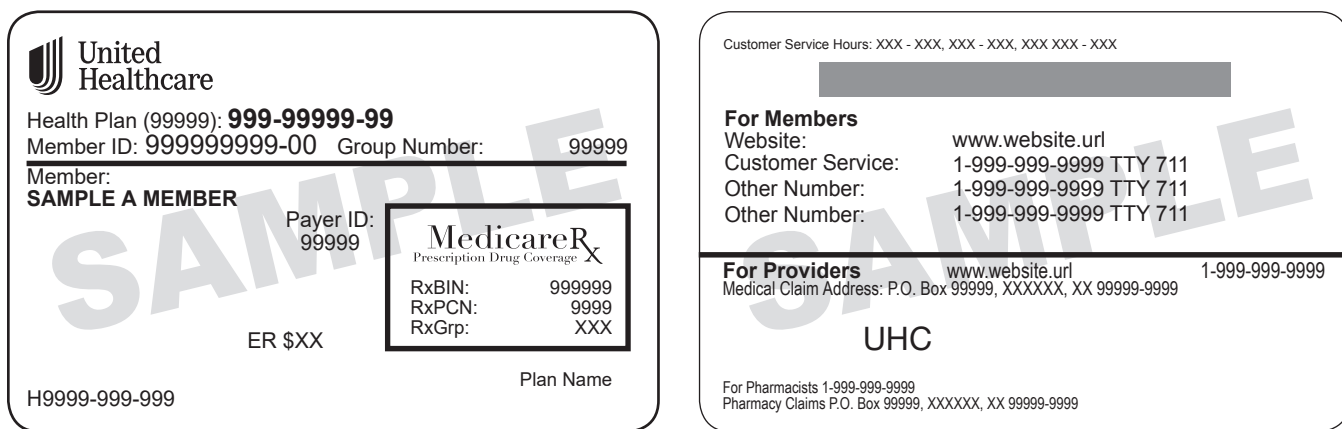 United
Healthcare
Health Plan (99999): 999-99999-99
Member ID: 999999999-00 Group Number: 99999
Member:
SAMPLE A MEMBER
Payer ID:
99999
MedicareRx
Prescription Drug Coverage
RxBIN: 999999
RxPCN: 9999
RxGrp: XXX
ER $XX
Plan Name
H9999-999-999
SAMPLE
Customer Service Hours: XXX - XXX, XXX - XXX, XXX XXX - XXX
For Members
Website: www.website.url
Customer Service: 1-999-999-9999 TTY 711
Other Number: 1-999-999-9999 TTY 711
Other Number: 1-999-999-9999 TTY 711
For Providers www.website.url 1-999-999-9999
Medical Claim Address: P.O. Box 99999, XXXXXX, XX 99999-9999
UHC
For Pharmacists 1-999-999-9999
Pharmacy Claims P.O. Box 99999, XXXXXX, XX 99999-9999
SAMPLE